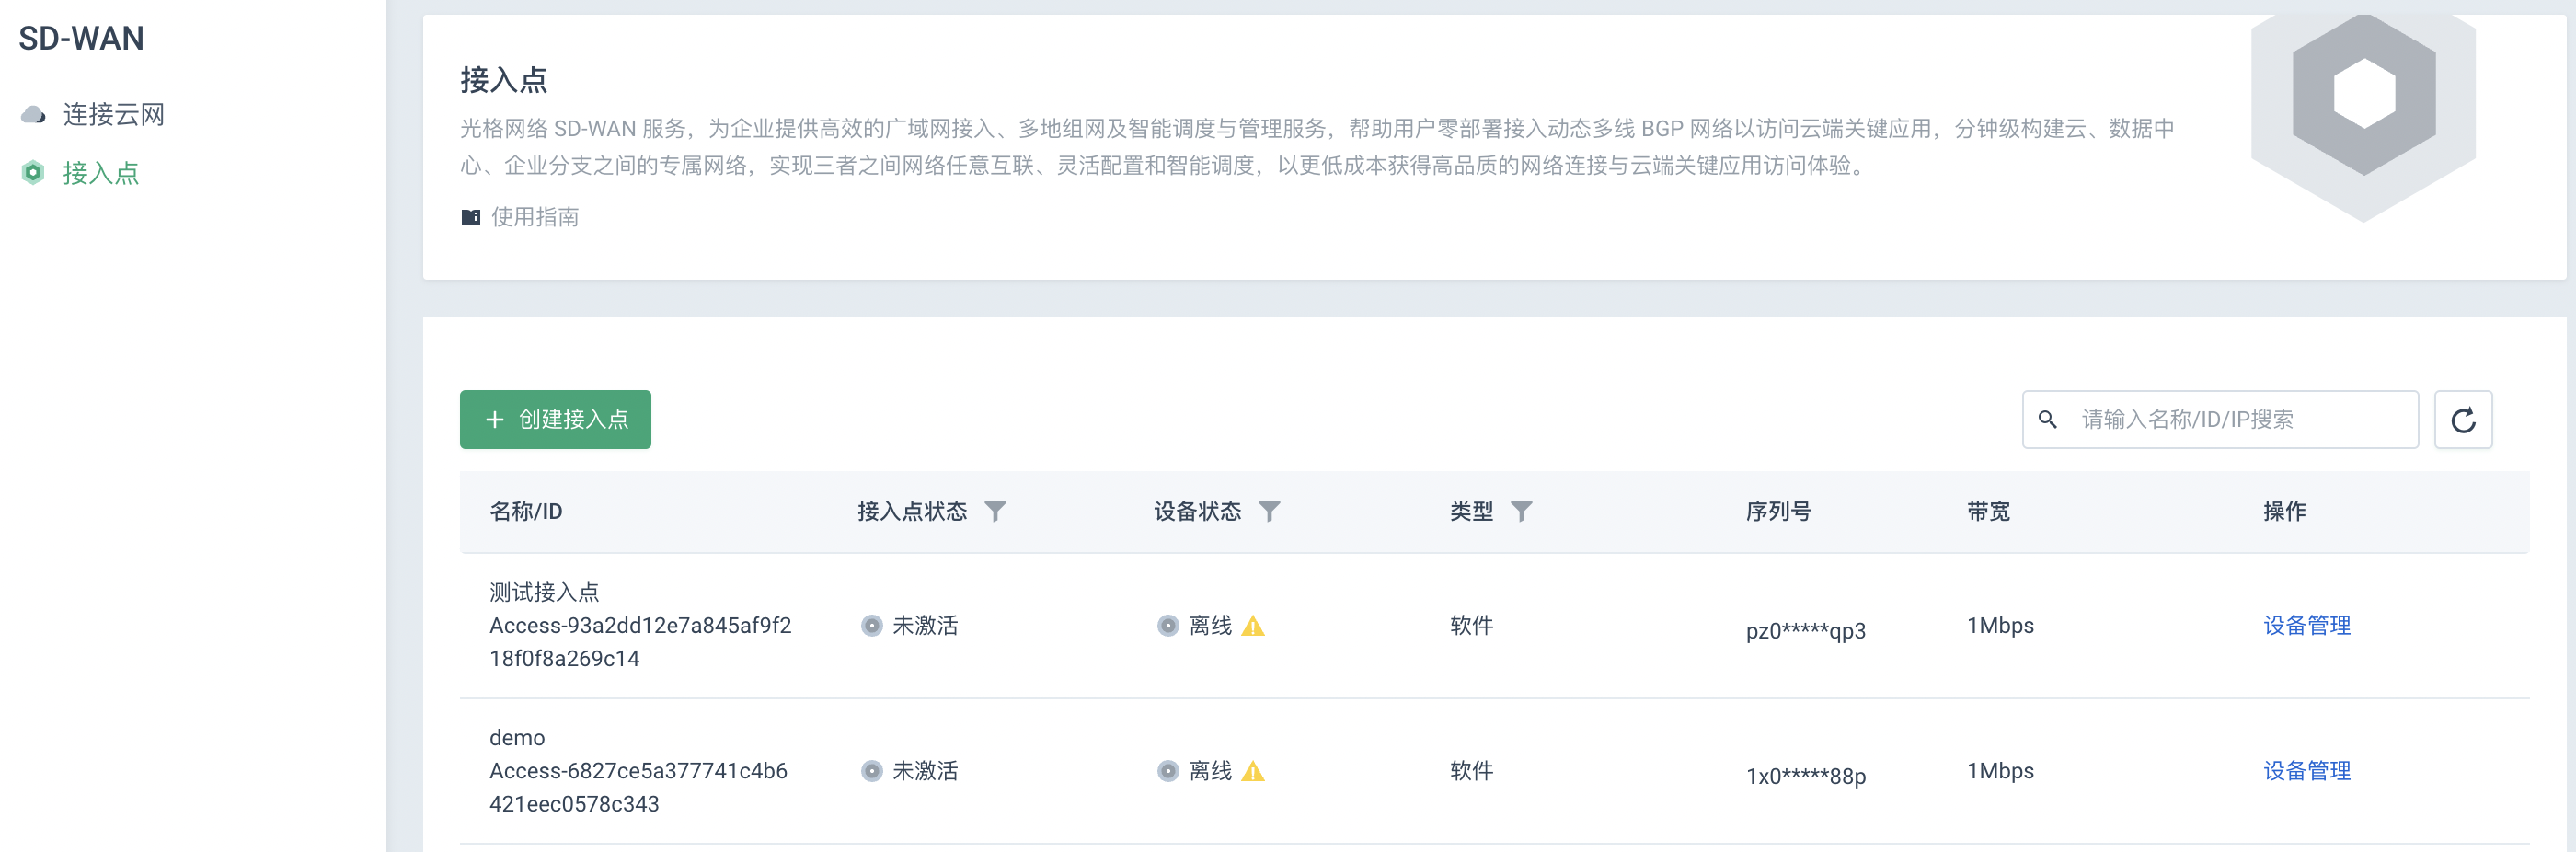 SD-WAN
连接云网
接入点
接入点
光格网络 SD-WAN 服务，为企业提供高效的广域网接入、多地组网及智能调度与管理服务，帮助用户零部署接入动态多线 BGP 网络以访问云端关键应用，分钟级构建云、数据中
心、企业分支之间的专属网络，实现三者之间网络任意互联、灵活配置和智能调度，以更低成本获得高品质的网络连接与云端关键应用访问体验。
使用指南
+ 创建接入点
请输入名称/ID/IP搜索
名称/ID 接入点状态 设备状态 类型 序列号 带宽 操作
测试接入点
Access-93a2dd12e7a845af9f2 未激活 离线 软件 pz0*****qp3 1Mbps 设备管理
18f0f8a269c14
demo
Access-6827ce5a377741c4b6 未激活 离线 软件 1x0*****88p 1Mbps 设备管理
421eec0578c343